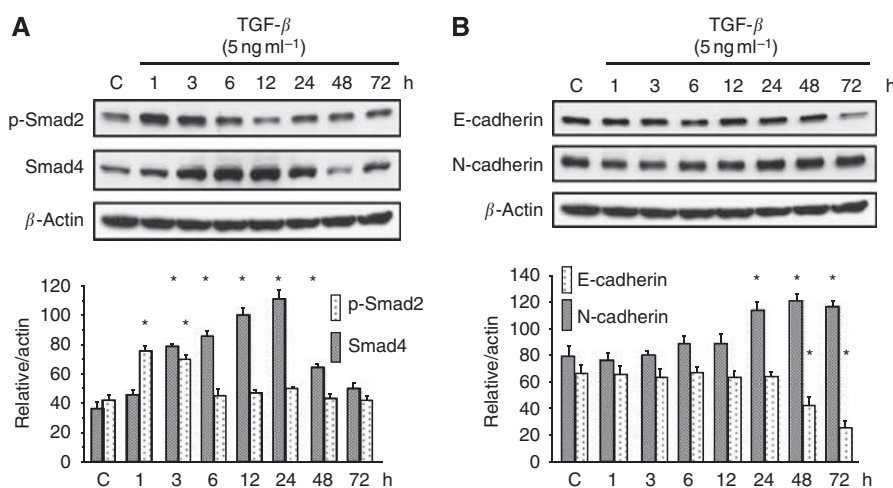 A
TGF-β
(5 ng ml⁻¹)
C 1 3 6 12 24 48 72 h
p-Smad2
Smad4
β-Actin
120
100
80
60
40
20
0
Relative/actin
* * * * *
* *
p-Smad2
Smad4
C 1 3 6 12 24 48 72 h
B
TGF-β
(5 ng ml⁻¹)
C 1 3 6 12 24 48 72 h
E-cadherin
N-cadherin
β-Actin
140
120
100
80
60
40
20
0
Relative/actin
E-cadherin
N-cadherin
* * *
* *
C 1 3 6 12 24 48 72 h